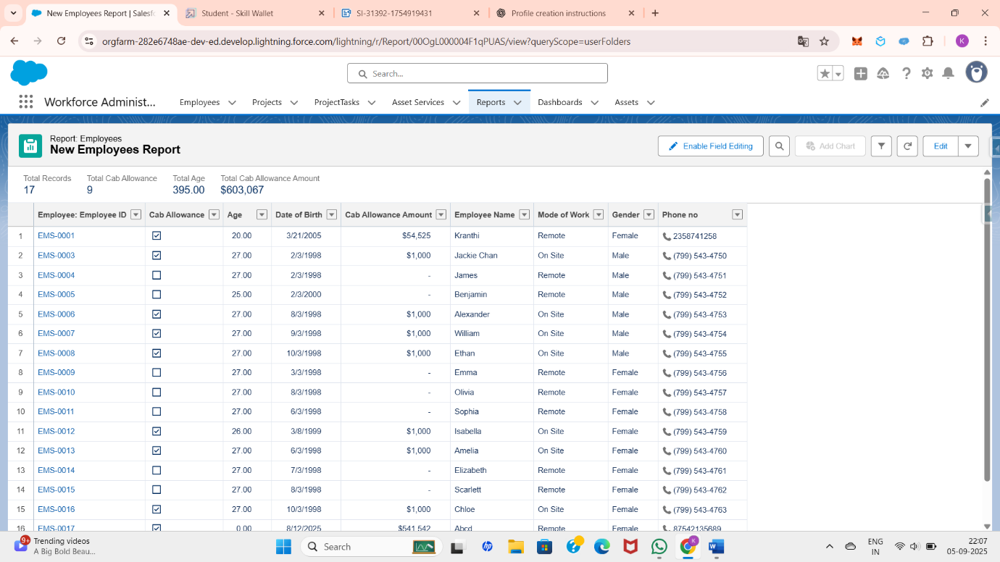 New Employees Report | Salesfo
Student - Skill Wallet
SI-31392-1754919431
Profile creation instructions
orgfarm-282e6748ae-dev-ed.develop.lightning.force.com/lightning/r/Report/00OgL000004F1qPUAS/view?queryScope=userFolders
K
Search...
Workforce Administ...
Employees Projects ProjectTasks Asset Services Reports Dashboards Assets
Report: Employees
New Employees Report
Enable Field Editing
Add Chart
Edit
Total Records Total Cab Allowance Total Age Total Cab Allowance Amount
17 9 395.00 $603,067
Employee: Employee ID Cab Allowance Age Date of Birth Cab Allowance Amount Employee Name Mode of Work Gender Phone no
1 EMS-0001 20.00 3/21/2005 $54,525 Kranthi Remote Female 2358741258
2 EMS-0003 27.00 2/3/1998 $1,000 Jackie Chan On Site Male (799) 543-4750
3 EMS-0004 27.00 2/3/1998 - James Remote Male (799) 543-4751
4 EMS-0005 25.00 2/3/2000 - Benjamin Remote Male (799) 543-4752
5 EMS-0006 27.00 8/3/1998 $1,000 Alexander On Site Male (799) 543-4753
6 EMS-0007 27.00 9/3/1998 $1,000 William On Site Male (799) 543-4754
7 EMS-0008 27.00 10/3/1998 $1,000 Ethan On Site Male (799) 543-4755
8 EMS-0009 27.00 3/3/1998 - Emma Remote Female (799) 543-4756
9 EMS-0010 27.00 8/3/1998 - Olivia Remote Female (799) 543-4757
10 EMS-0011 27.00 6/3/1998 - Sophia Remote Female (799) 543-4758
11 EMS-0012 26.00 3/8/1999 $1,000 Isabella On Site Female (799) 543-4759
12 EMS-0013 27.00 6/3/1998 $1,000 Amelia On Site Female (799) 543-4760
13 EMS-0014 27.00 7/3/1998 - Elizabeth Remote Female (799) 543-4761
14 EMS-0015 27.00 8/3/1998 - Scarlett Remote Female (799) 543-4762
15 EMS-0016 27.00 10/3/1998 $1,000 Chloe On Site Female (799) 543-4763
16 EMS-0017 0.00 8/12/2025 $541,542 Abcd Remote Female 87542135689
9+
Trending videos
A Big Bold Beau...
Search
hp
K
ENG
IN
22:07
05-09-2025